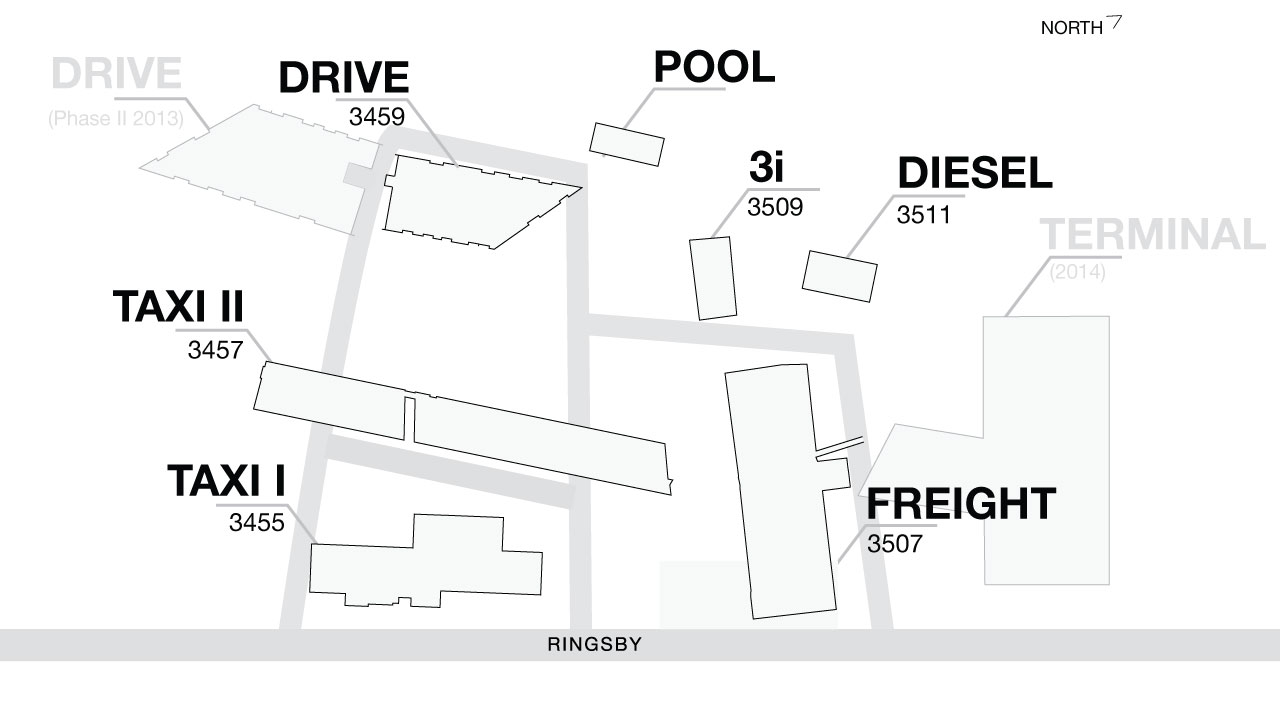 NORTH
DRIVE
(Phase II 2013)
DRIVE
3459
POOL
3i
3509
DIESEL
3511
TERMINAL
(2014)
TAXI II
3457
TAXI I
3455
FREIGHT
3507
RINGSBY